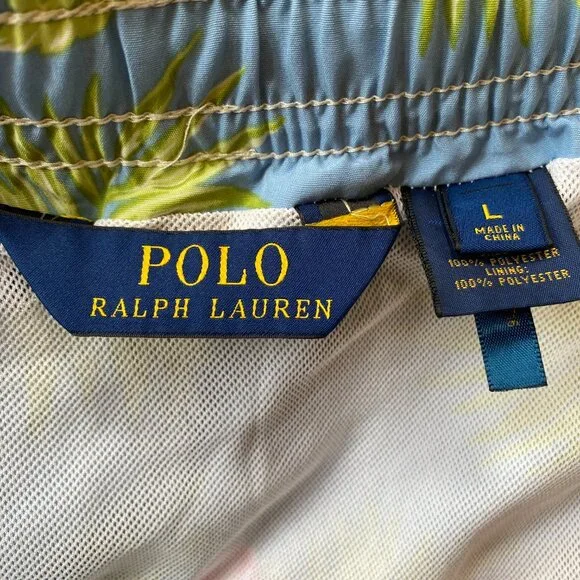 POLO
RALPH LAUREN
L
MADE IN
CHINA
100% POLYESTER
LINING:
100% POLYESTER